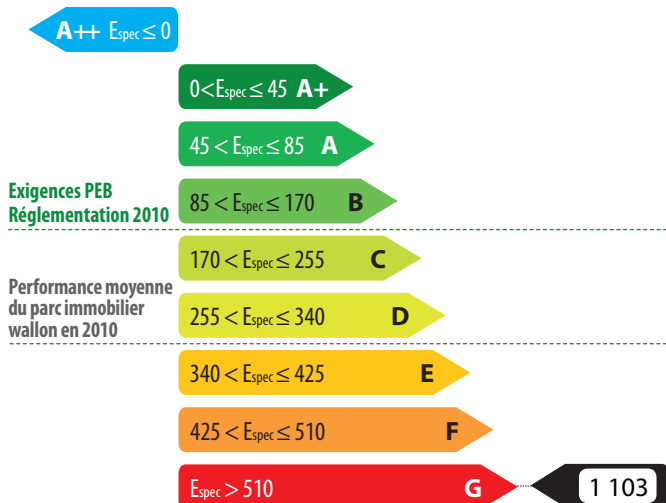 A++ Espec ≤ 0
0 < Espec ≤ 45 A+
45 < Espec ≤ 85 A
Exigences PEB
Réglementation 2010
85 < Espec ≤ 170 B
170 < Espec ≤ 255 C
Performance moyenne
du parc immobilier
wallon en 2010
255 < Espec ≤ 340 D
340 < Espec ≤ 425 E
425 < Espec ≤ 510 F
Espec > 510 G 1 103